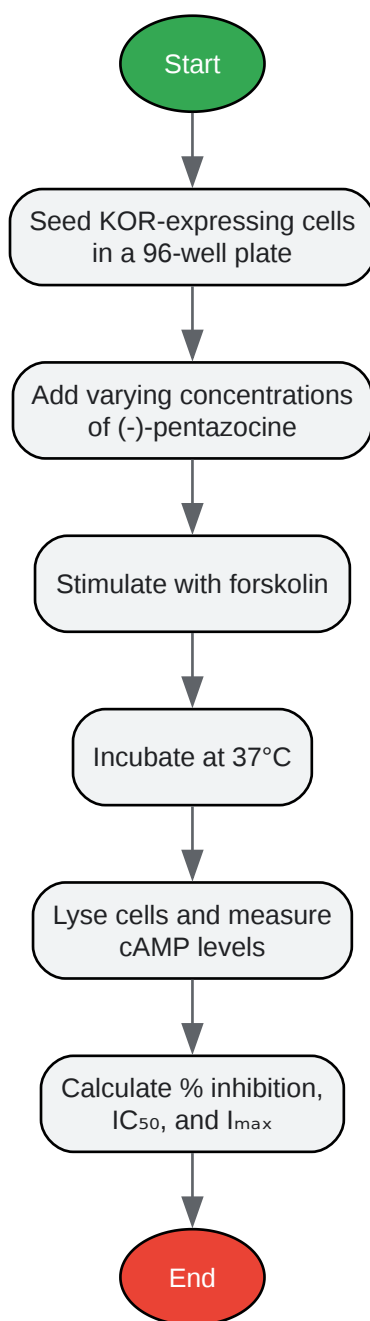 Start
Seed KOR-expressing cells
in a 96-well plate
Add varying concentrations
of (-)-pentazocine
Stimulate with forskolin
Incubate at 37°C
Lyse cells and measure
cAMP levels
Calculate % inhibition,
IC₅₀, and Iₘₐₓ
End